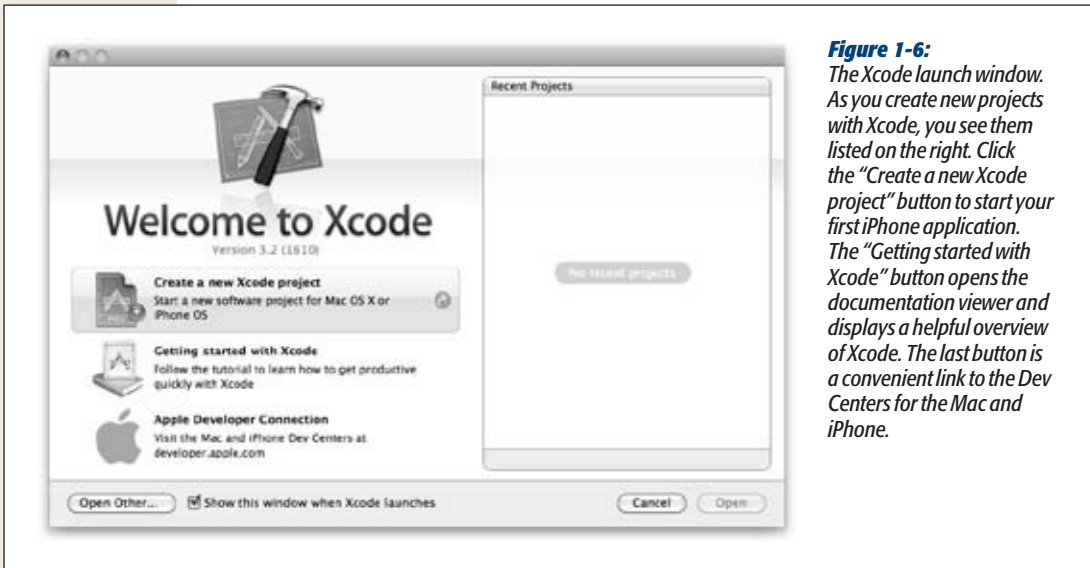 Recent Projects
Welcome to Xcode
Version 3.2 (1610)
Create a new Xcode project
Start a new software project for Mac OS X or
iPhone OS
Getting started with Xcode
Follow the tutorial to learn how to get productive
quickly with Xcode
Apple Developer Connection
Visit the Mac and iPhone Dev Centers at
developer.apple.com
No recent projects
Open Other...
Show this window when Xcode launches
Cancel
Open
Figure 1-6:
The Xcode launch window.
As you create new projects
with Xcode, you see them
listed on the right. Click
the “Create a new Xcode
project” button to start your
first iPhone application.
The “Getting started with
Xcode” button opens the
documentation viewer and
displays a helpful overview
of Xcode. The last button is
a convenient link to the Dev
Centers for the Mac and
iPhone.